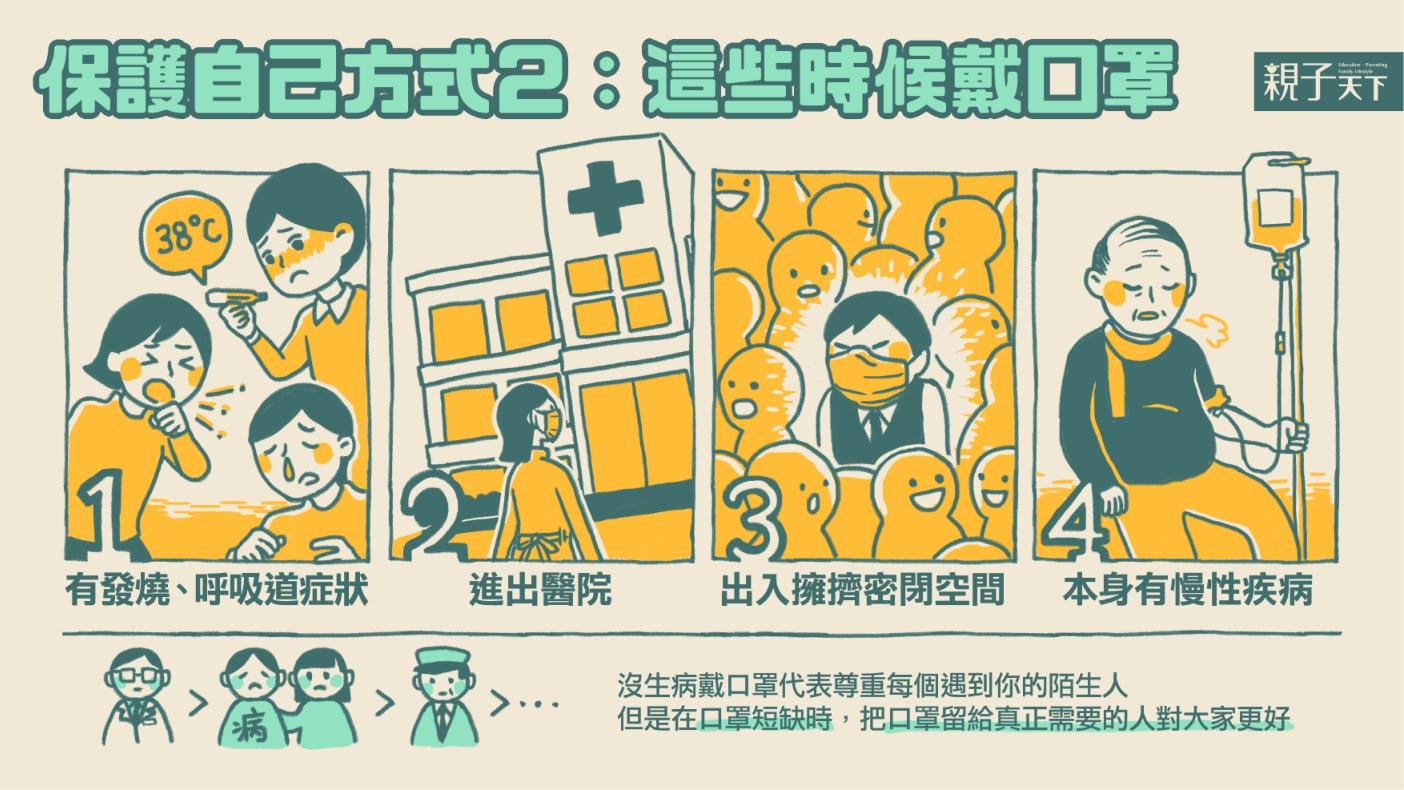 保護自己方式2：這些時候戴口罩
親子天下
Education · Parenting
Family Lifestyle
38°C
1
2
3
4
有發燒、呼吸道症狀
進出醫院
出入擁擠密閉空間
本身有慢性疾病
病
> > > ...
沒生病戴口罩代表尊重每個遇到你的陌生人
但是在口罩短缺時，把口罩留給真正需要的人對大家更好